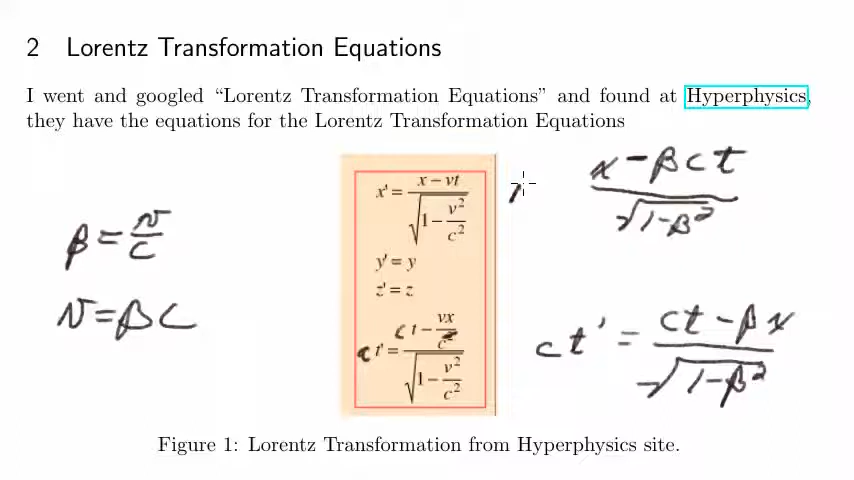 2 Lorentz Transformation Equations
I went and googled “Lorentz Transformation Equations” and found at Hyperphysics,
they have the equations for the Lorentz Transformation Equations
β = v/c
v = βc
x' = (x − vt) / √(1 − v²/c²)
y' = y
z' = z
ct' = (ct − vx/c) / √(1 − v²/c²)
(x − βct) / √(1−β²)
ct' = (ct − βx) / √(1−β²)
Figure 1: Lorentz Transformation from Hyperphysics site.